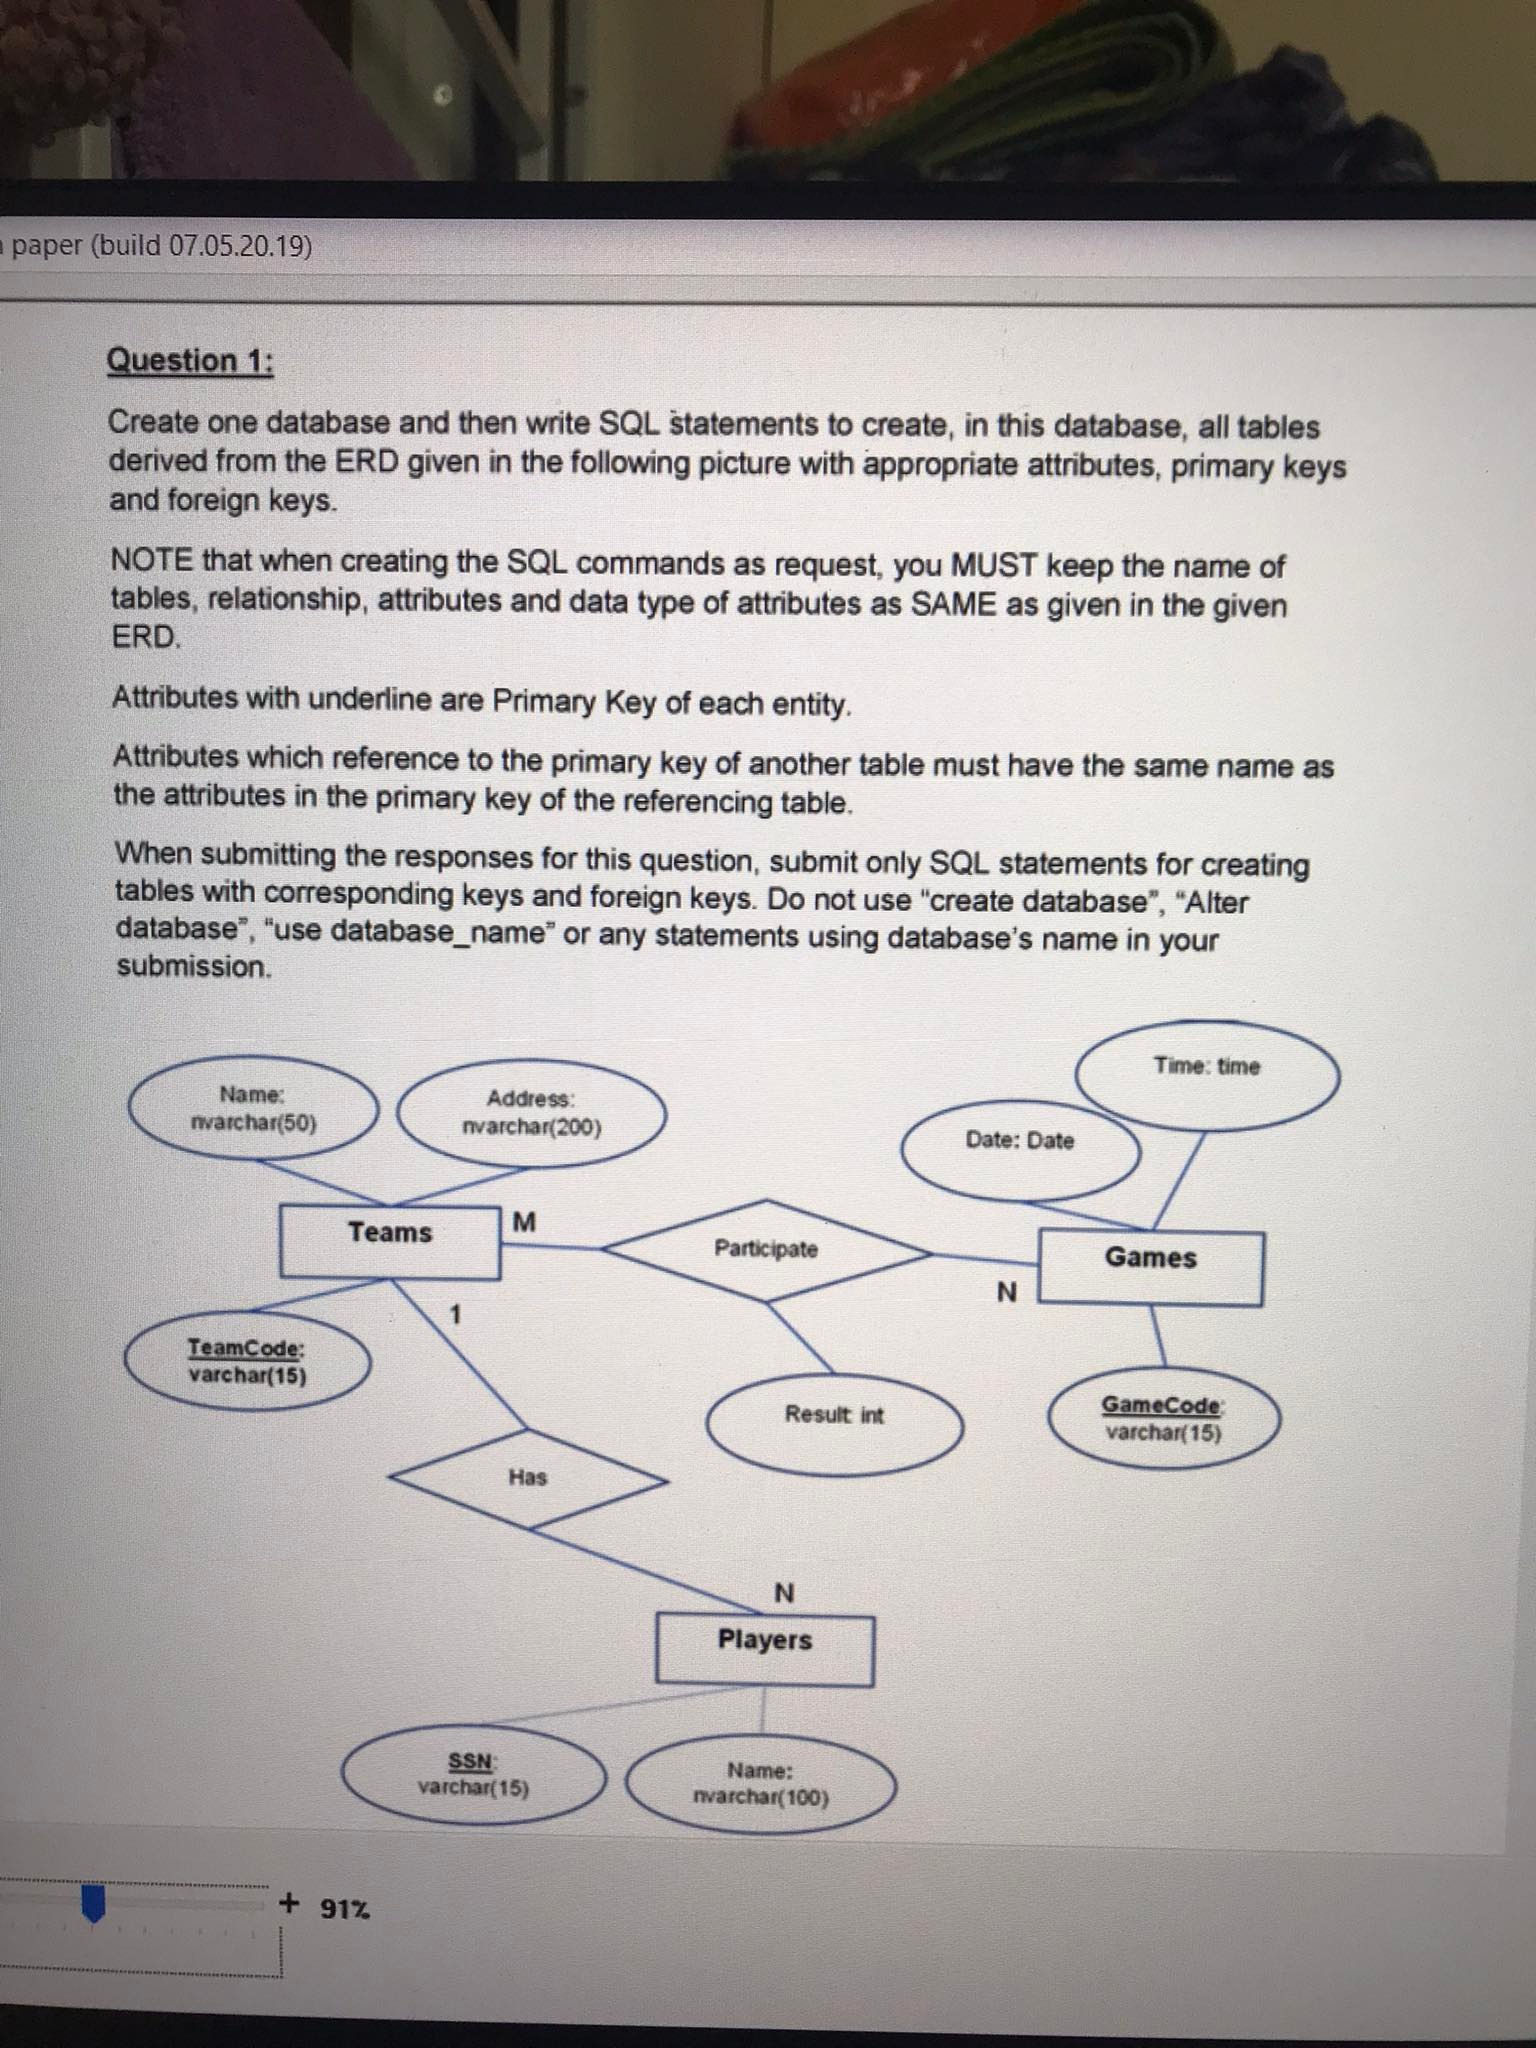 paper (build 07.05.20.19)
Question 1:
Create one database and then write SQL statements to create, in this database, all tables
derived from the ERD given in the following picture with appropriate attributes, primary keys
and foreign keys.
NOTE that when creating the SQL commands as request, you MUST keep the name of
tables, relationship, attributes and data type of attributes as SAME as given in the given
ERD.
Attributes with underline are Primary Key of each entity.
Attributes which reference to the primary key of another table must have the same name as
the attributes in the primary key of the referencing table.
When submitting the responses for this question, submit only SQL statements for creating
tables with corresponding keys and foreign keys. Do not use "create database", "Alter
database", "use database_name" or any statements using database's name in your
submission.
Time: time
Name:
nvarchar(50)
Address:
nvarchar(200)
Date: Date
Teams
M
Participate
N
Games
1
TeamCode:
varchar(15)
Result: int
GameCode:
varchar(15)
Has
N
Players
SSN:
varchar(15)
Name:
nvarchar(100)
+ 91%